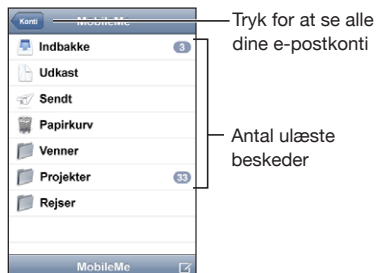 Konti MobileMe
Tryk for at se alle
dine e-postkonti
Indbakke 3
Udkast
Sendt
Papirkurv
Venner
Antal ulæste
beskeder
Projekter 33
Rejser
MobileMe